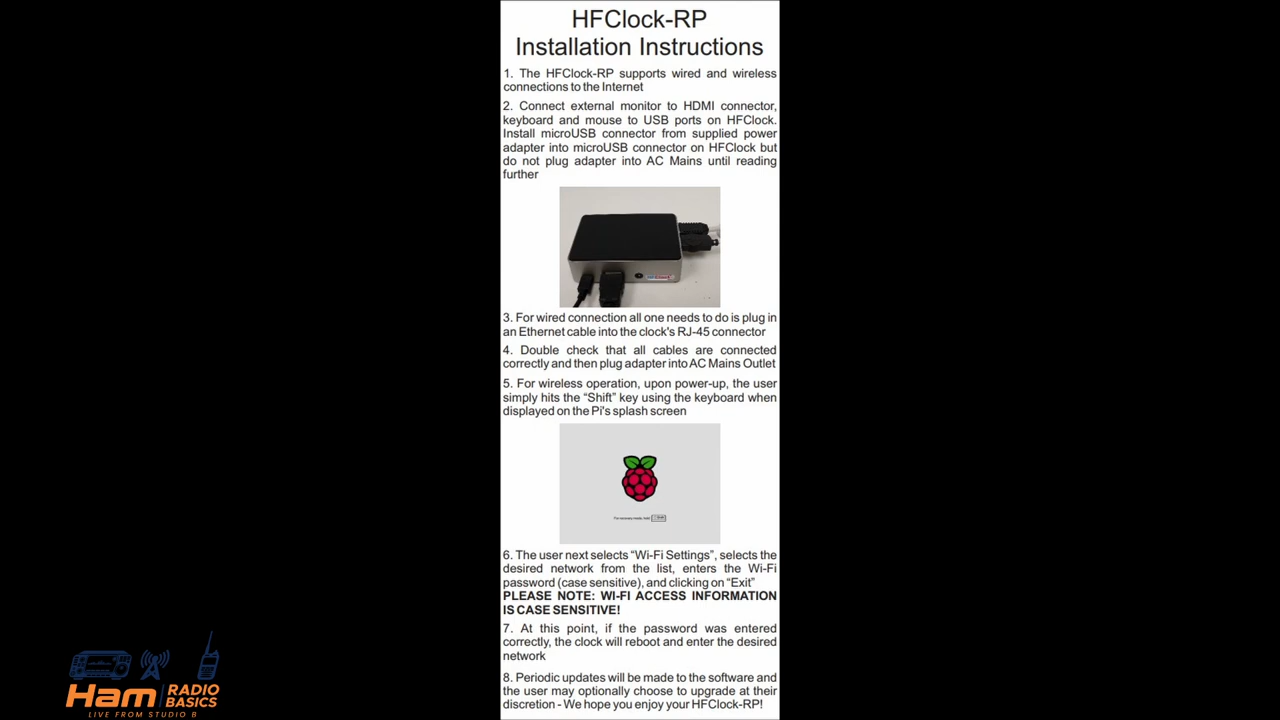 HFClock-RP
Installation Instructions
1. The HFClock-RP supports wired and wireless
connections to the Internet
2. Connect external monitor to HDMI connector,
keyboard and mouse to USB ports on HFClock.
Install microUSB connector from supplied power
adapter into microUSB connector on HFClock but
do not plug adapter into AC Mains until reading
further
3. For wired connection all one needs to do is plug in
an Ethernet cable into the clock's RJ-45 connector
4. Double check that all cables are connected
correctly and then plug adapter into AC Mains Outlet
5. For wireless operation, upon power-up, the user
simply hits the “Shift” key using the keyboard when
displayed on the Pi's splash screen
For recovery mode, hold
6. The user next selects “Wi-Fi Settings”, selects the
desired network from the list, enters the Wi-Fi
password (case sensitive), and clicking on “Exit”
PLEASE NOTE: WI-FI ACCESS INFORMATION
IS CASE SENSITIVE!
7. At this point, if the password was entered
correctly, the clock will reboot and enter the desired
network
8. Periodic updates will be made to the software and
the user may optionally choose to upgrade at their
discretion - We hope you enjoy your HFClock-RP!
Ham RADIO
BASICS
LIVE FROM STUDIO B